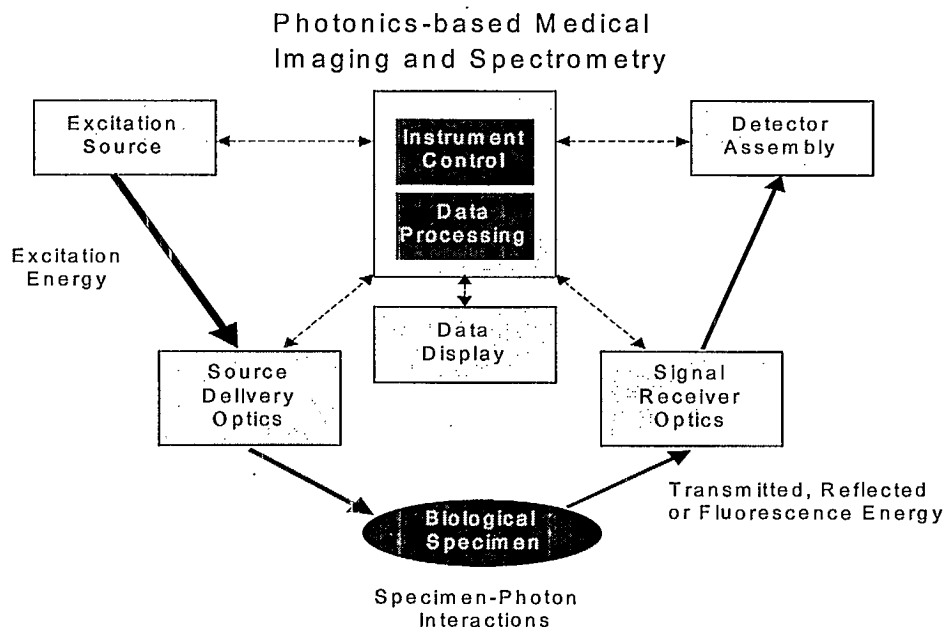 Photonics-based Medical
Imaging and Spectrometry
Excitation
Source
Instrument
Control
Data
Processing
Detector
Assembly
Excitation
Energy
Data
Display
Source
Delivery
Optics
Signal
Receiver
Optics
Transmitted, Reflected
or Fluorescence Energy
Biological
Specimen
Specimen-Photon
Interactions